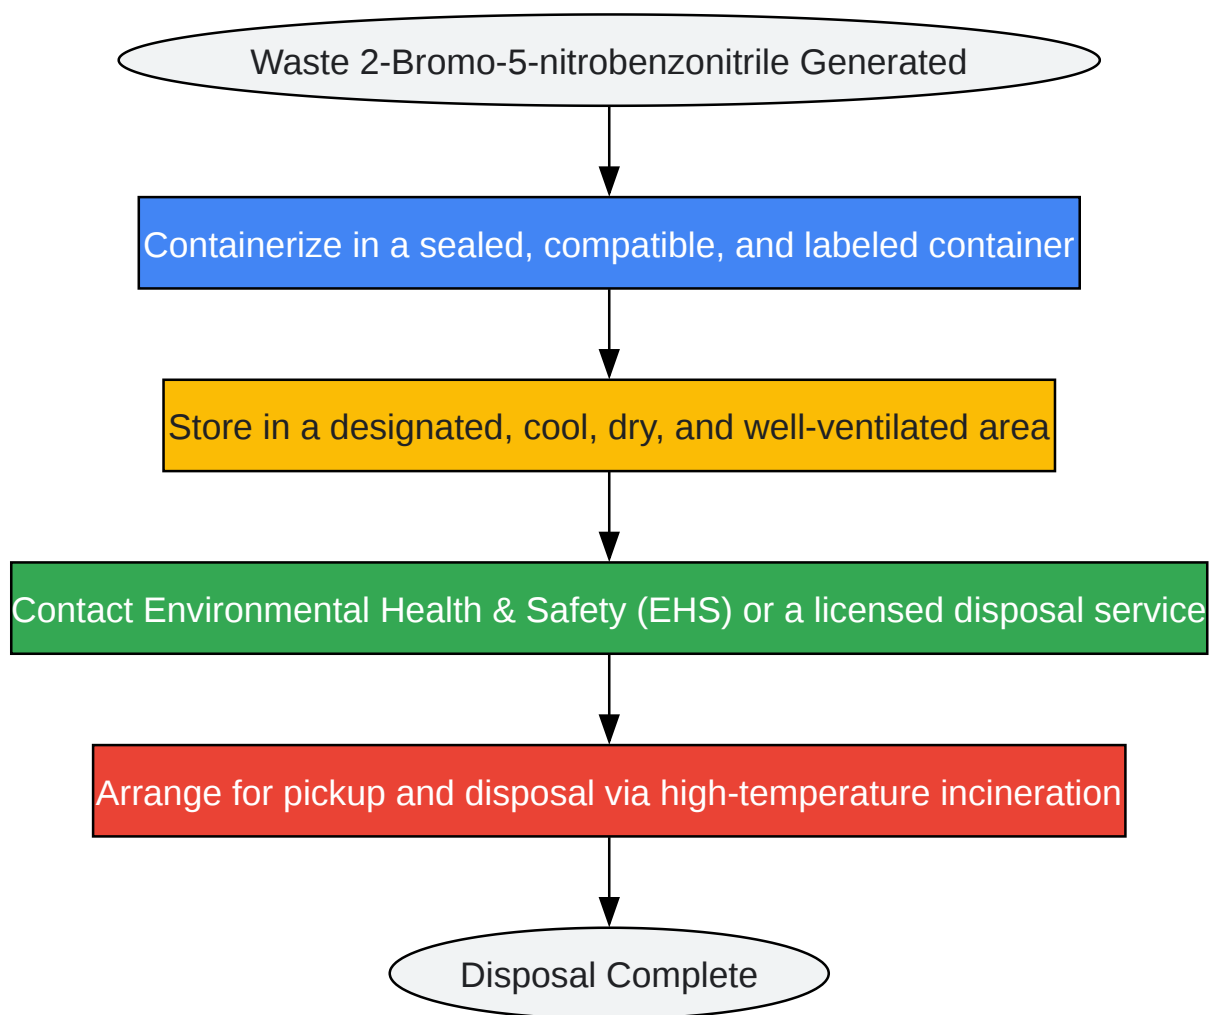 Waste 2-Bromo-5-nitrobenzonitrile Generated
Containerize in a sealed, compatible, and labeled container
Store in a designated, cool, dry, and well-ventilated area
Contact Environmental Health & Safety (EHS) or a licensed disposal service
Arrange for pickup and disposal via high-temperature incineration
Disposal Complete